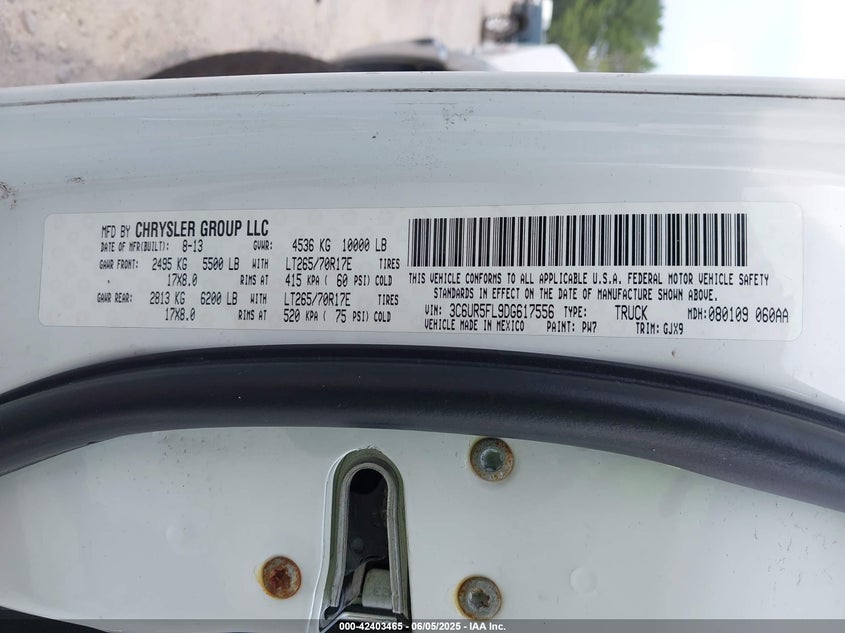 MFD BY CHRYSLER GROUP LLC
DATE OF MFR(BUILT): 8-13 GVWR: 4536 KG 10000 LB
GAWR FRONT: 2495 KG 5500 LB WITH LT265/70R17E TIRES
17X8.0 RIMS AT 415 KPA ( 60 PSI) COLD
GAWR REAR: 2813 KG 6200 LB WITH LT265/70R17E TIRES
17X8.0 RIMS AT 520 KPA ( 75 PSI) COLD
THIS VEHICLE CONFORMS TO ALL APPLICABLE U.S.A. FEDERAL MOTOR VEHICLE SAFETY
STANDARDS IN EFFECT ON THE DATE OF MANUFACTURE SHOWN ABOVE.
VIN: 3C6UR5FL9DG617556 TYPE: TRUCK MDH: 080109 060AA
VEHICLE MADE IN MEXICO PAINT: PW7 TRIM: GJX9
000-42403465 - 06/05/2025 - IAA Inc.